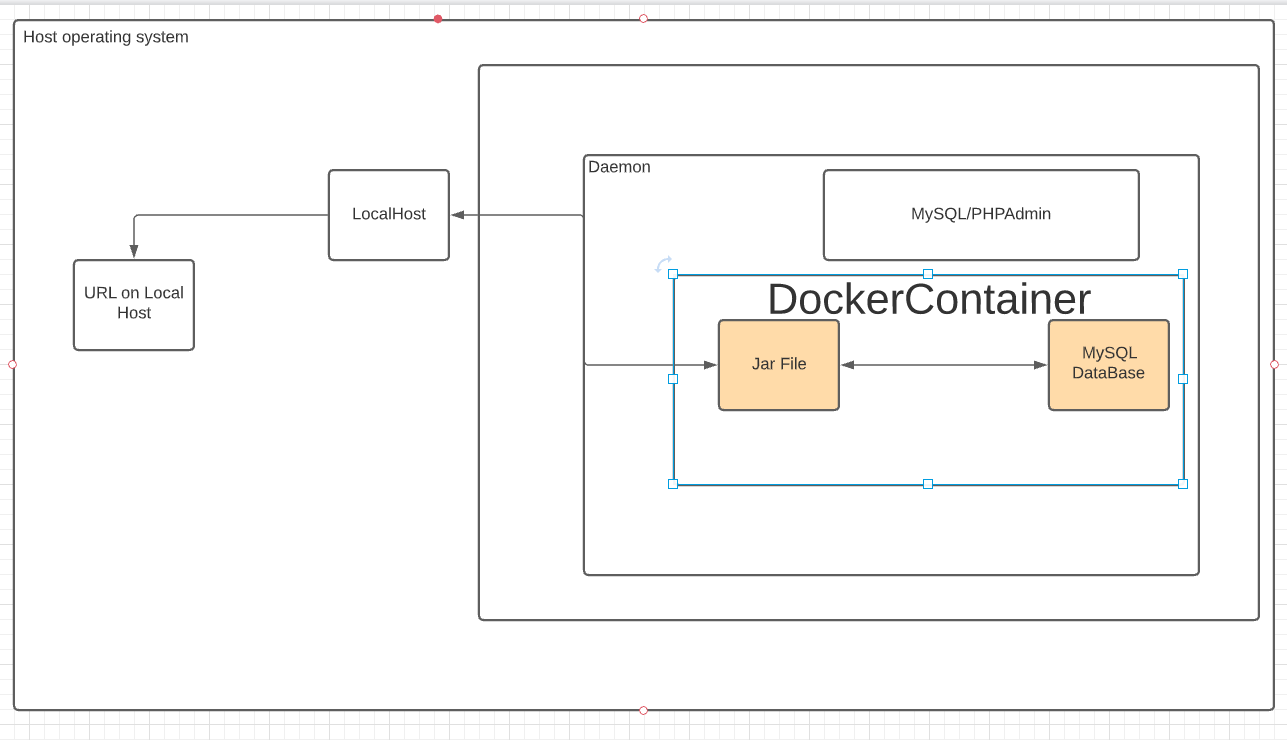 Host operating system
Daemon
LocalHost
MySQL/PHPAdmin
URL on Local
Host
DockerContainer
Jar File
MySQL
DataBase